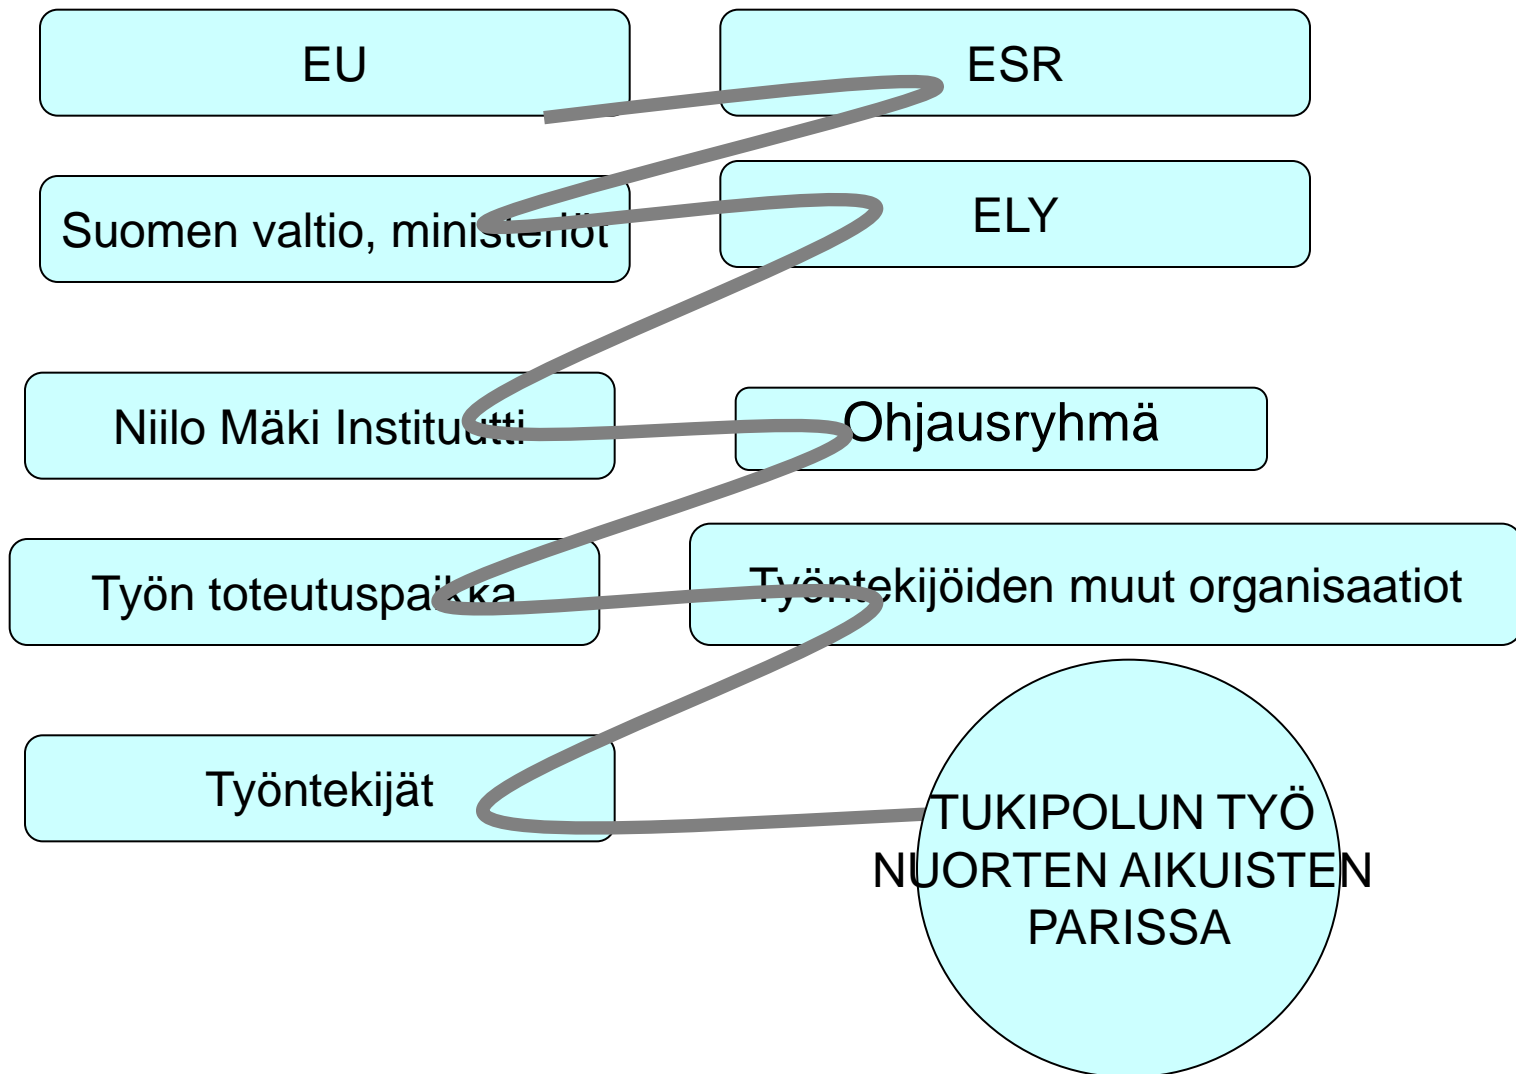 EU
ESR
Suomen valtio, ministeriöt
ELY
Niilo Mäki Instituutti
Ohjausryhmä
Työn toteutuspaikka
Työntekijöiden muut organisaatiot
Työntekijät
TUKIPOLUN TYÖ
NUORTEN AIKUISTEN
PARISSA